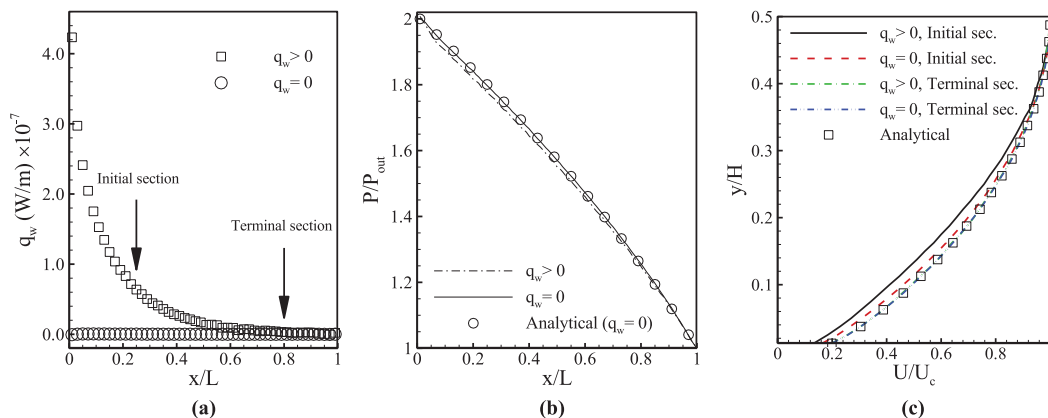 4.0
3.0
2.0
1.0
0.0
q_w (W/m) ×10^-7
q_w > 0
q_w = 0
Initial section
Terminal section
0 0.2 0.4 0.6 0.8 1
x/L
(a)
2
1.8
1.6
1.4
1.2
1
P/P_out
q_w > 0
q_w = 0
Analytical (q_w = 0)
0 0.2 0.4 0.6 0.8 1
x/L
(b)
0.5
0.4
0.3
0.2
0.1
y/H
q_w > 0, Initial sec.
q_w = 0, Initial sec.
q_w > 0, Terminal sec.
q_w = 0, Terminal sec.
Analytical
0 0.2 0.4 0.6 0.8 1
U/U_c
(c)